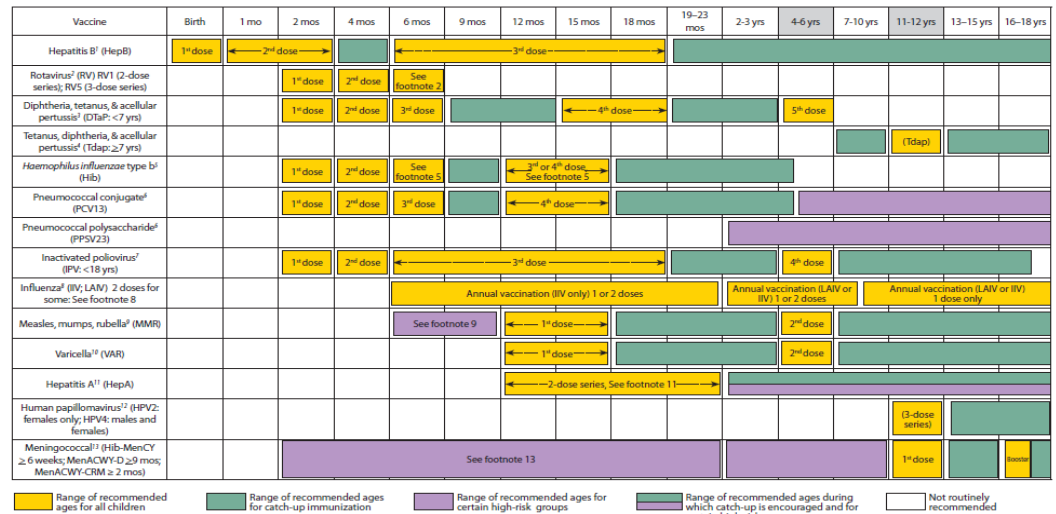 Vaccine Birth 1 mo 2 mos 4 mos 6 mos 9 mos 12 mos 15 mos 18 mos 19–23 mos 2-3 yrs 4-6 yrs 7-10 yrs 11-12 yrs 13–15 yrs 16–18 yrs
Hepatitis B¹ (HepB)
1st dose
2nd dose
3rd dose
Rotavirus² (RV) RV1 (2-dose
series); RV5 (3-dose series)
1st dose
2nd dose
See
footnote 2
Diphtheria, tetanus, & acellular
pertussis³ (DTaP: <7 yrs)
1st dose
2nd dose
3rd dose
4th dose
5th dose
Tetanus, diphtheria, & acellular
pertussis⁴ (Tdap: ≥7 yrs)
(Tdap)
Haemophilus influenzae type b⁵
(Hib)
1st dose
2nd dose
See
footnote 5
3rd or 4th dose
See footnote 5
Pneumococcal conjugate⁶
(PCV13)
1st dose
2nd dose
3rd dose
4th dose
Pneumococcal polysaccharide⁶
(PPSV23)
Inactivated poliovirus⁷
(IPV: <18 yrs)
1st dose
2nd dose
3rd dose
4th dose
Influenza⁸ (IIV; LAIV) 2 doses for
some: See footnote 8
Annual vaccination (IIV only) 1 or 2 doses
Annual vaccination (LAIV or
IIV) 1 or 2 doses
Annual vaccination (LAIV or IIV)
1 dose only
Measles, mumps, rubella⁹ (MMR)
See footnote 9
1st dose
2nd dose
Varicella¹⁰ (VAR)
1st dose
2nd dose
Hepatitis A¹¹ (HepA)
2-dose series, See footnote 11
Human papillomavirus¹² (HPV2:
females only; HPV4: males and
females)
(3-dose
series)
Meningococcal¹³ (Hib-MenCY
≥ 6 weeks; MenACWY-D ≥9 mos;
MenACWY-CRM ≥ 2 mos)
See footnote 13
1st dose
Booster
Range of recommended
ages for all children
Range of recommended ages
for catch-up immunization
Range of recommended ages for
certain high-risk groups
Range of recommended ages during
which catch-up is encouraged and for
Not routinely
recommended